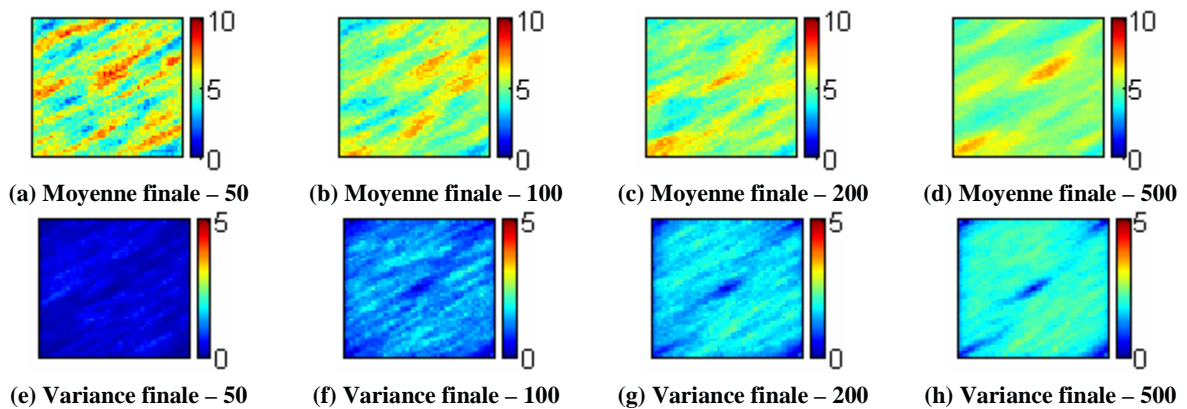 10
5
0
10
5
0
10
5
0
10
5
0
(a) Moyenne finale – 50
(b) Moyenne finale – 100
(c) Moyenne finale – 200
(d) Moyenne finale – 500
5
0
5
0
5
0
5
0
(e) Variance finale – 50
(f) Variance finale – 100
(g) Variance finale – 200
(h) Variance finale – 500